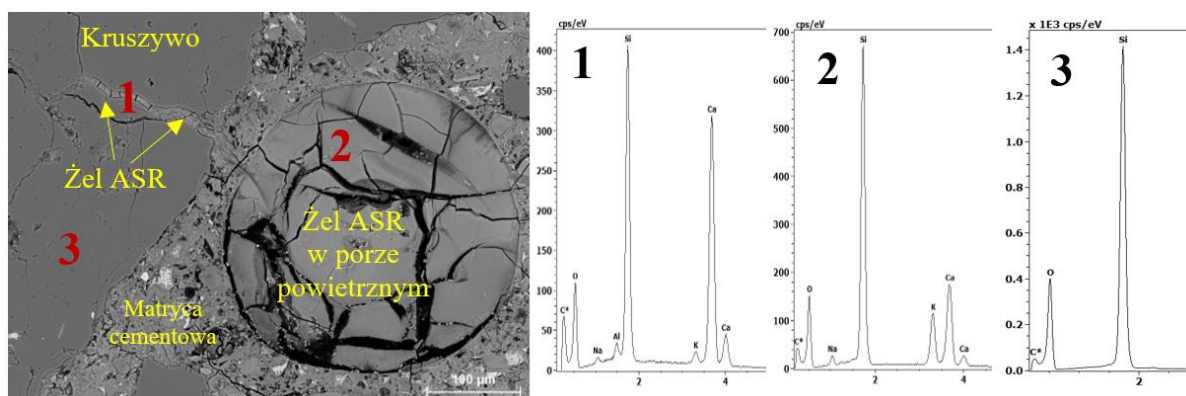 Kruszywo
1
Żel ASR
2
3
Żel ASR
w porze
powietrznym
Matryca
cementowa
100 µm
cps/eV
1
400
350
300
250
200
150
100
50
0
C*
O
Na
Al
Si
K
Ca
Ca
2
4
cps/eV
2
700
600
500
400
300
200
100
0
C*
O
Na
Si
K
Ca
Ca
2
4
x 1E3 cps/eV
3
1.4
1.2
1.0
0.8
0.6
0.4
0.2
0.0
C*
O
Si
2